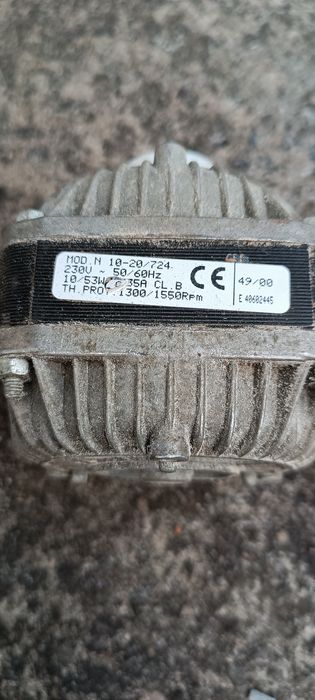 MOD.N 10-20/724
230V ~ 50/60Hz
10/53W 0.35A CL.B
TH.PROT.1300/1550Rpm
CE
49/00
E 40602445